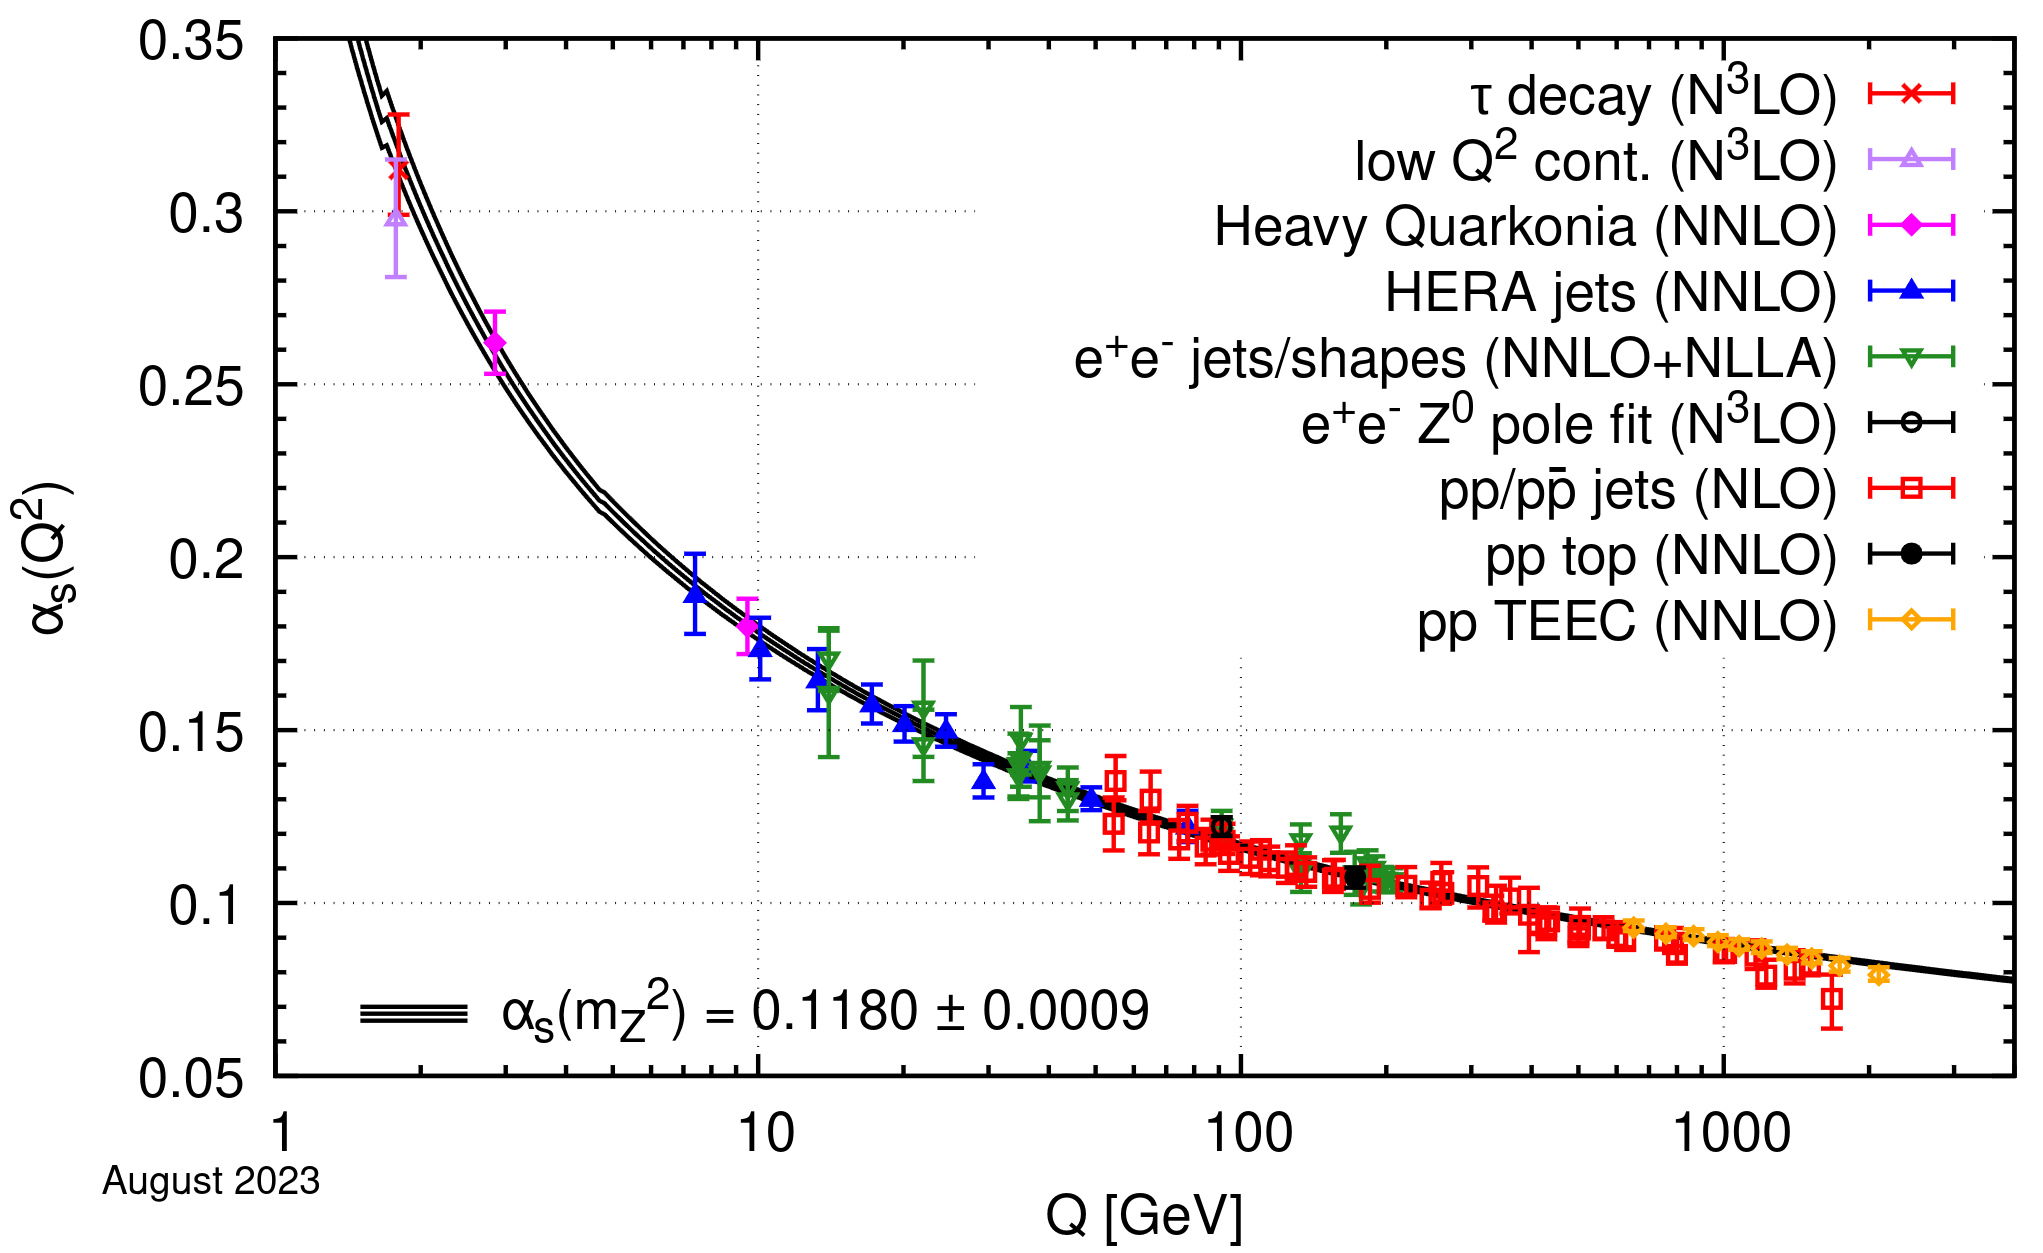 0.35
0.3
0.25
0.2
0.15
0.1
0.05
αₛ(Q²)
τ decay (N³LO)
low Q² cont. (N³LO)
Heavy Quarkonia (NNLO)
HERA jets (NNLO)
e⁺e⁻ jets/shapes (NNLO+NLLA)
e⁺e⁻ Z⁰ pole fit (N³LO)
pp/pp̄ jets (NLO)
pp top (NNLO)
pp TEEC (NNLO)
αₛ(m_Z²) = 0.1180 ± 0.0009
1 10 100 1000
August 2023
Q [GeV]